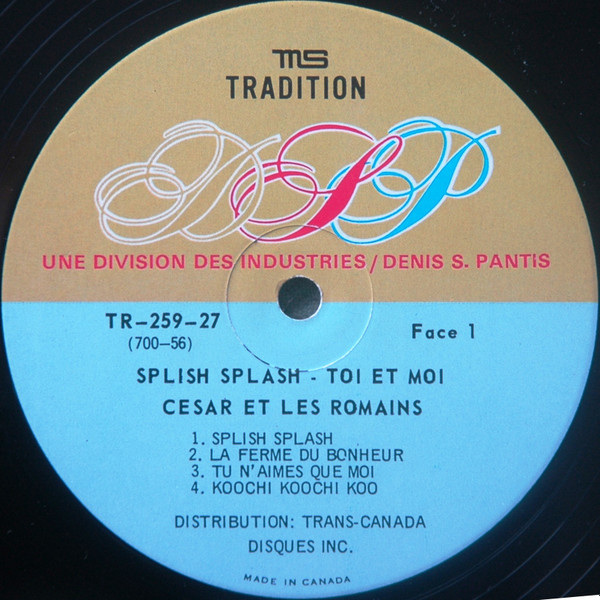 MS
TRADITION
DSP
UNE DIVISION DES INDUSTRIES / DENIS S. PANTIS
TR-259-27
(700-56)
Face 1
SPLISH SPLASH - TOI ET MOI
CESAR ET LES ROMAINS
1. SPLISH SPLASH
2. LA FERME DU BONHEUR
3. TU N'AIMES QUE MOI
4. KOOCHI KOOCHI KOO
DISTRIBUTION: TRANS-CANADA
DISQUES INC.
MADE IN CANADA